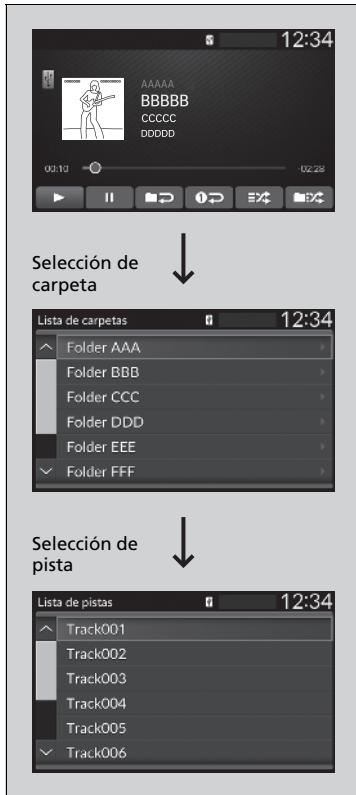 12:34
AAAAA
BBBBB
CCCCC
DDDDD
00:10
-02:28
Selección de
carpeta
Lista de carpetas
12:34
Folder AAA
Folder BBB
Folder CCC
Folder DDD
Folder EEE
Folder FFF
Selección de
pista
Lista de pistas
12:34
Track001
Track002
Track003
Track004
Track005
Track006